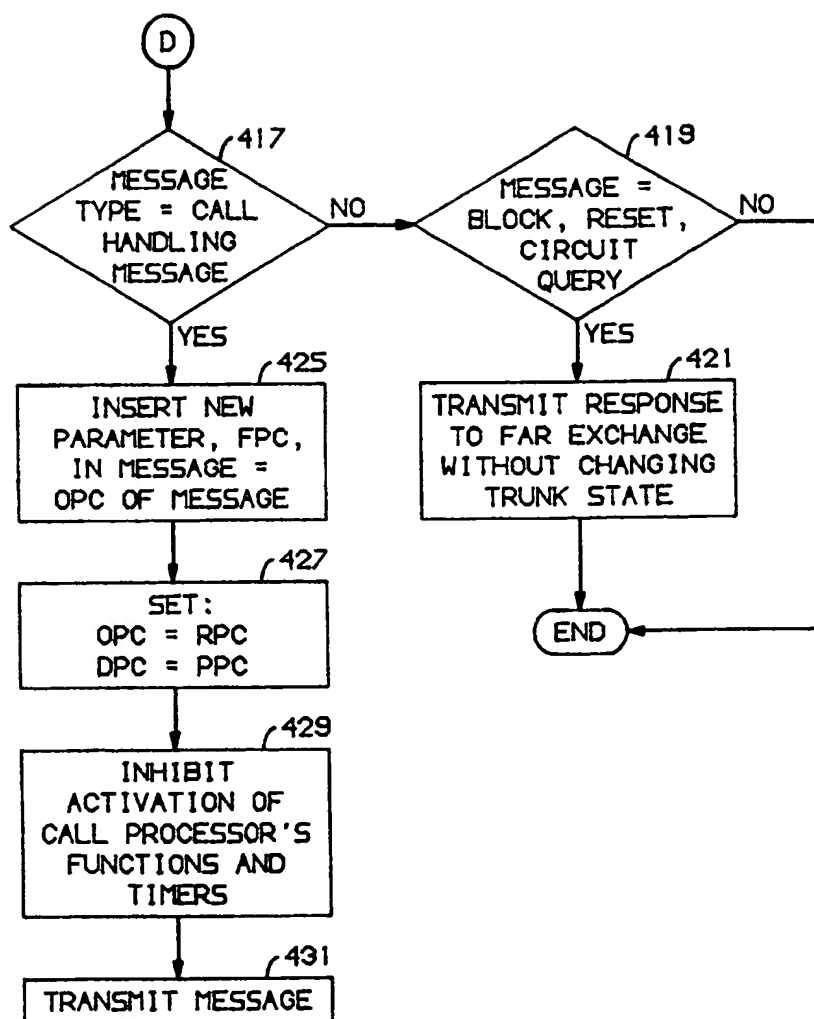 D
417
MESSAGE
TYPE = CALL
HANDLING
MESSAGE
NO
YES
419
MESSAGE =
BLOCK, RESET,
CIRCUIT
QUERY
NO
YES
425
INSERT NEW
PARAMETER, FPC,
IN MESSAGE =
OPC OF MESSAGE
421
TRANSMIT RESPONSE
TO FAR EXCHANGE
WITHOUT CHANGING
TRUNK STATE
427
SET:
OPC = RPC
DPC = PPC
END
429
INHIBIT
ACTIVATION OF
CALL PROCESSOR'S
FUNCTIONS AND
TIMERS
431
TRANSMIT MESSAGE